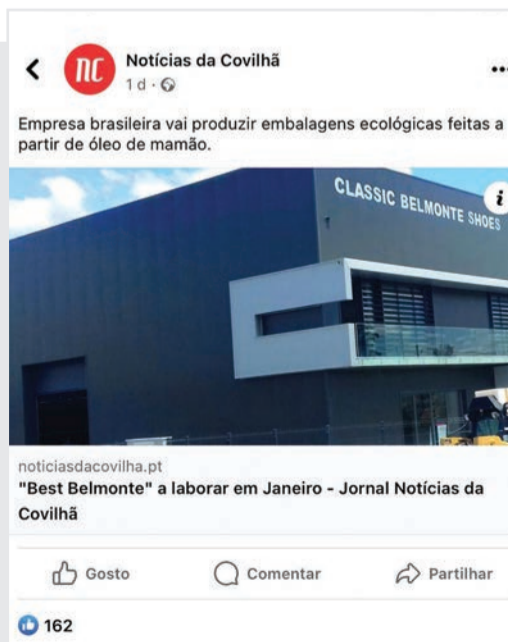 nc
Notícias da Covilhã
1 d ·
Empresa brasileira vai produzir embalagens ecológicas feitas a
partir de óleo de mamão.
CLASSIC BELMONTE SHOES
i
noticiasdacovilha.pt
"Best Belmonte" a laborar em Janeiro - Jornal Notícias da
Covilhã
Gosto
Comentar
Partilhar
162